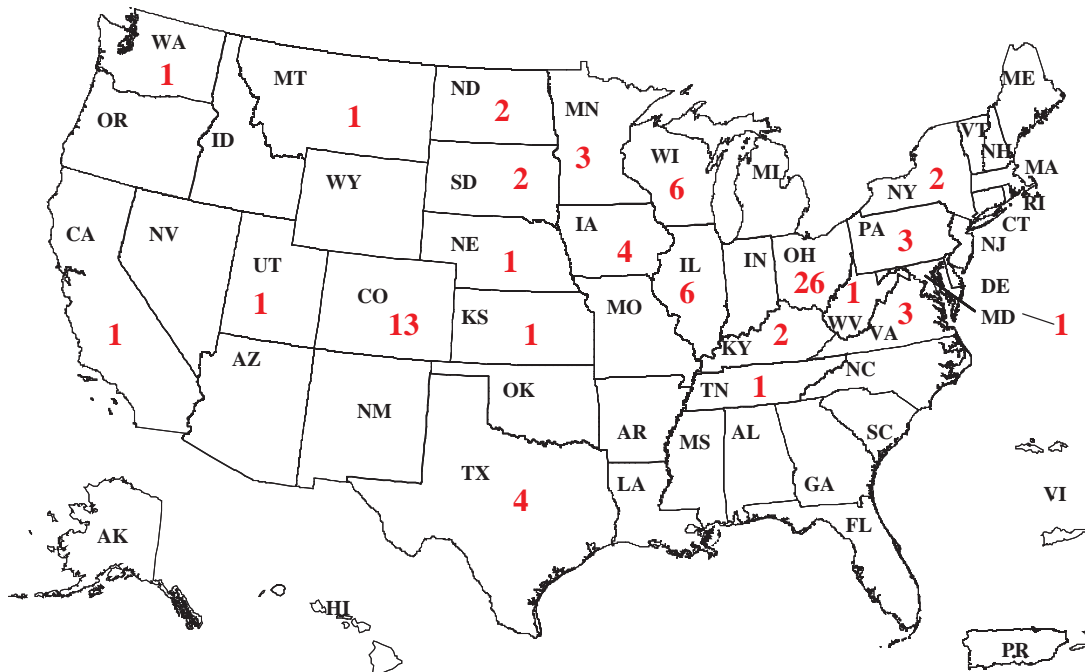 WA
1
MT
1
ND
2
MN
3
ME
OR
ID
WY
SD
2
WI
6
MI
VT
NH
MA
NY
2
RI
CT
CA
1
NV
UT
1
CO
13
NE
1
KS
1
IA
4
MO
IL
6
IN
OH
26
PA
3
NJ
DE
MD
1
WV
1
VA
3
KY
2
AZ
NM
OK
TX
4
AR
LA
TN
1
NC
MS
AL
GA
SC
FL
VI
AK
HI
PR